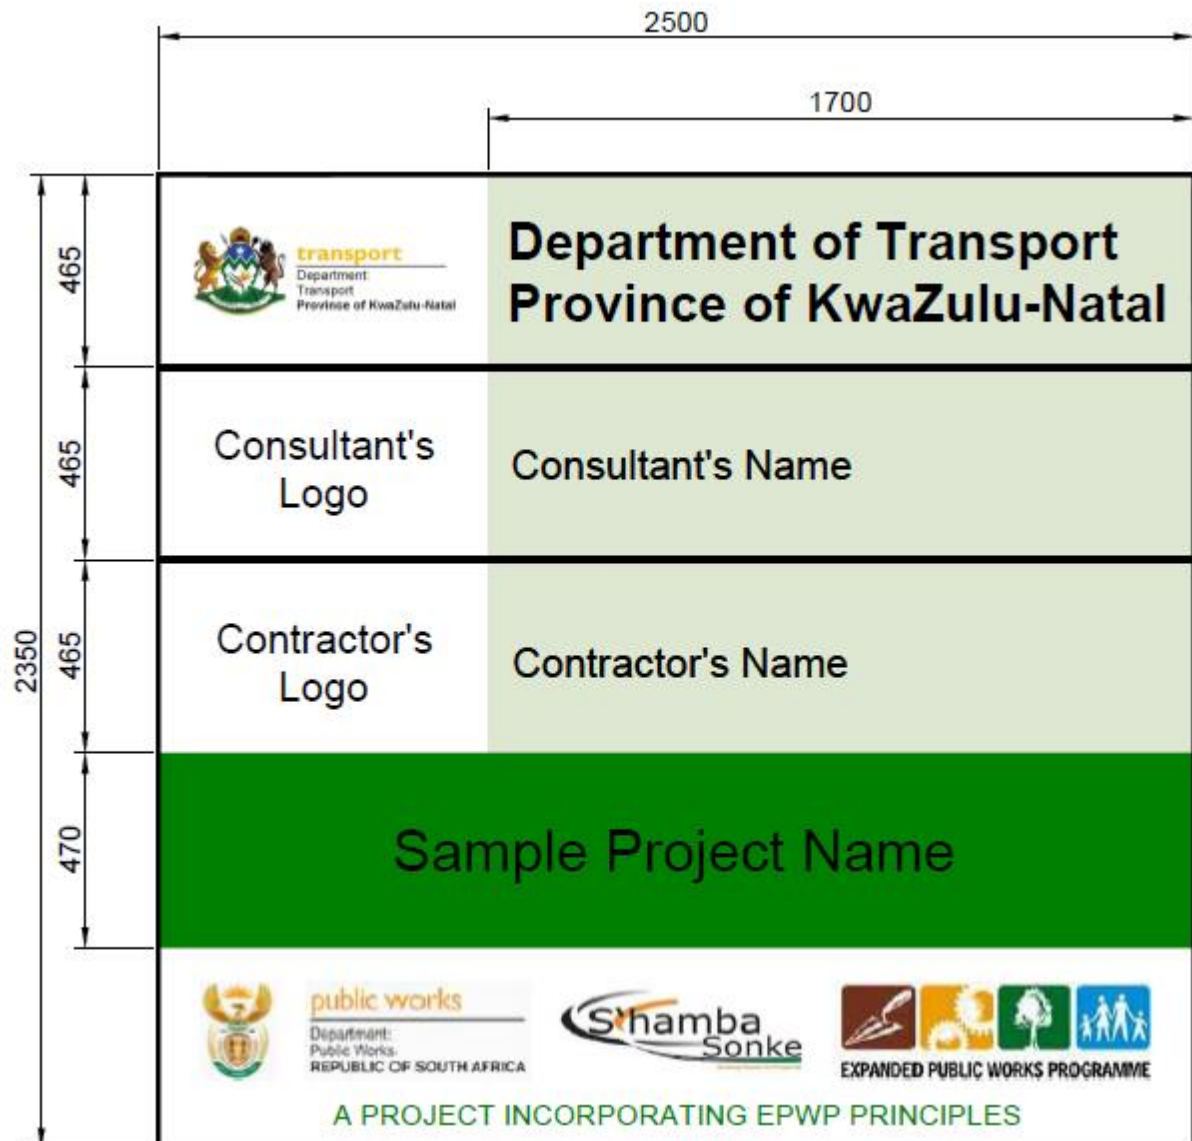 2500
1700
465
transport
Department
Transport
Province of KwaZulu-Natal
Department of Transport
Province of KwaZulu-Natal
465
Consultant's
Logo
Consultant's Name
2350
465
Contractor's
Logo
Contractor's Name
470
Sample Project Name
public works
Department:
Public Works
REPUBLIC OF SOUTH AFRICA
S'hamba
Sonke
EXPANDED PUBLIC WORKS PROGRAMME
A PROJECT INCORPORATING EPWP PRINCIPLES